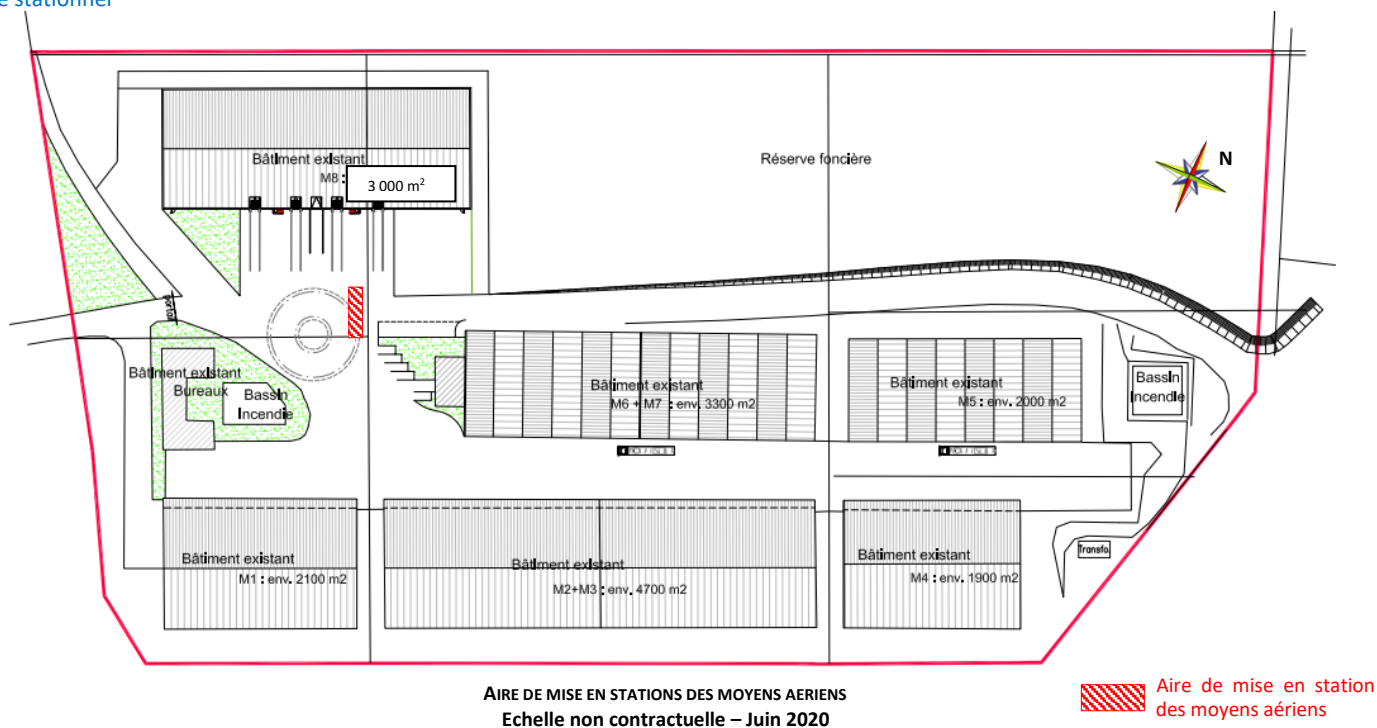 e stationner
Bâtiment existant
M8 :
3 000 m²
Réserve foncière
N
portail
Bâtiment existant
Bureaux
Bassin
Incendie
Bâtiment existant
M6 + M7 : env. 3300 m2
Bâtiment existant
M5 : env. 2000 m2
Bassin
Incendie
Bâtiment existant
M1 : env. 2100 m2
Bâtiment existant
M2+M3 : env. 4700 m2
Bâtiment existant
M4 : env. 1900 m2
Transfo.
AIRE DE MISE EN STATIONS DES MOYENS AERIENS
Echelle non contractuelle – Juin 2020
Aire de mise en station
des moyens aériens